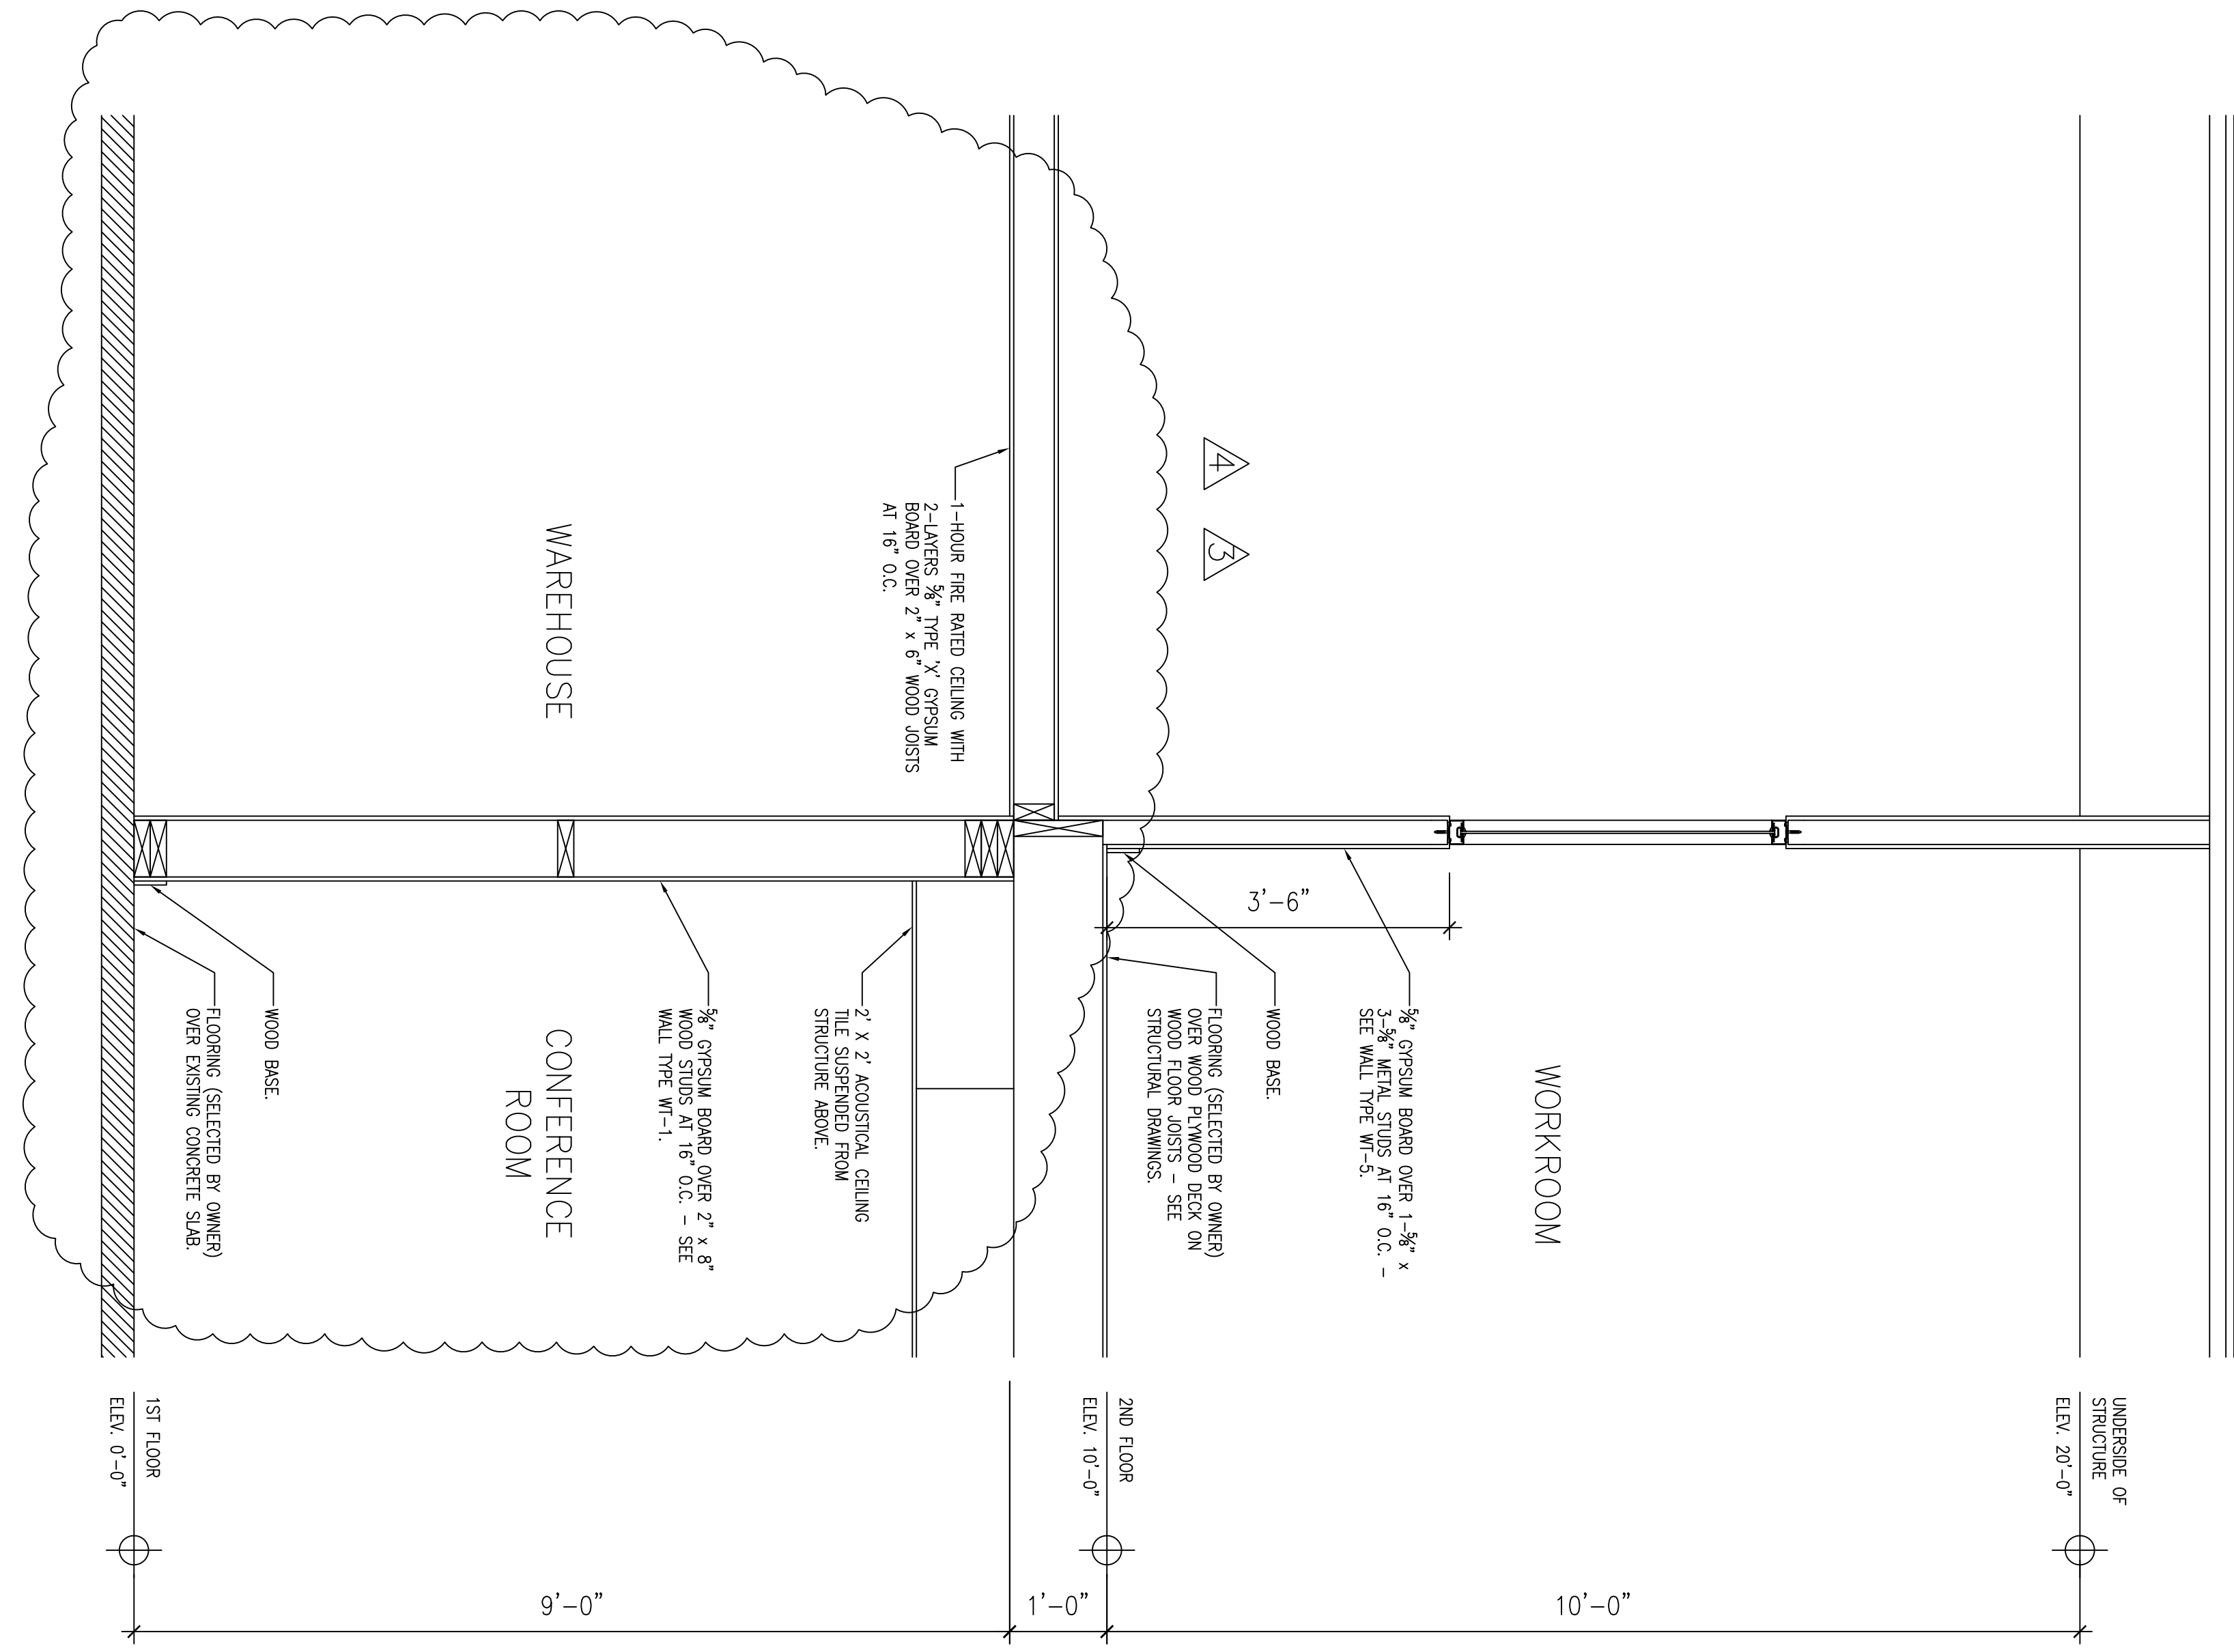 UNDERSIDE OF
STRUCTURE
ELEV. 20'-0"
10'-0"
WORKROOM
⅝" GYPSUM BOARD OVER 1-⅝" x
3-⅝" METAL STUDS AT 16" O.C. -
SEE WALL TYPE WT-5.
3'-6"
WOOD BASE.
FLOORING (SELECTED BY OWNER)
OVER WOOD PLYWOOD DECK ON
WOOD FLOOR JOISTS - SEE
STRUCTURAL DRAWINGS.
4
3
2ND FLOOR
ELEV. 10'-0"
1'-0"
1-HOUR FIRE RATED CEILING WITH
2-LAYERS ⅝" TYPE 'X' GYPSUM
BOARD OVER 2" x 6" WOOD JOISTS
AT 16" O.C.
2' X 2' ACOUSTICAL CEILING
TILE SUSPENDED FROM
STRUCTURE ABOVE.
⅝" GYPSUM BOARD OVER 2" x 8"
WOOD STUDS AT 16" O.C. - SEE
WALL TYPE WT-1.
WAREHOUSE
CONFERENCE
ROOM
9'-0"
WOOD BASE.
FLOORING (SELECTED BY OWNER)
OVER EXISTING CONCRETE SLAB.
1ST FLOOR
ELEV. 0'-0"